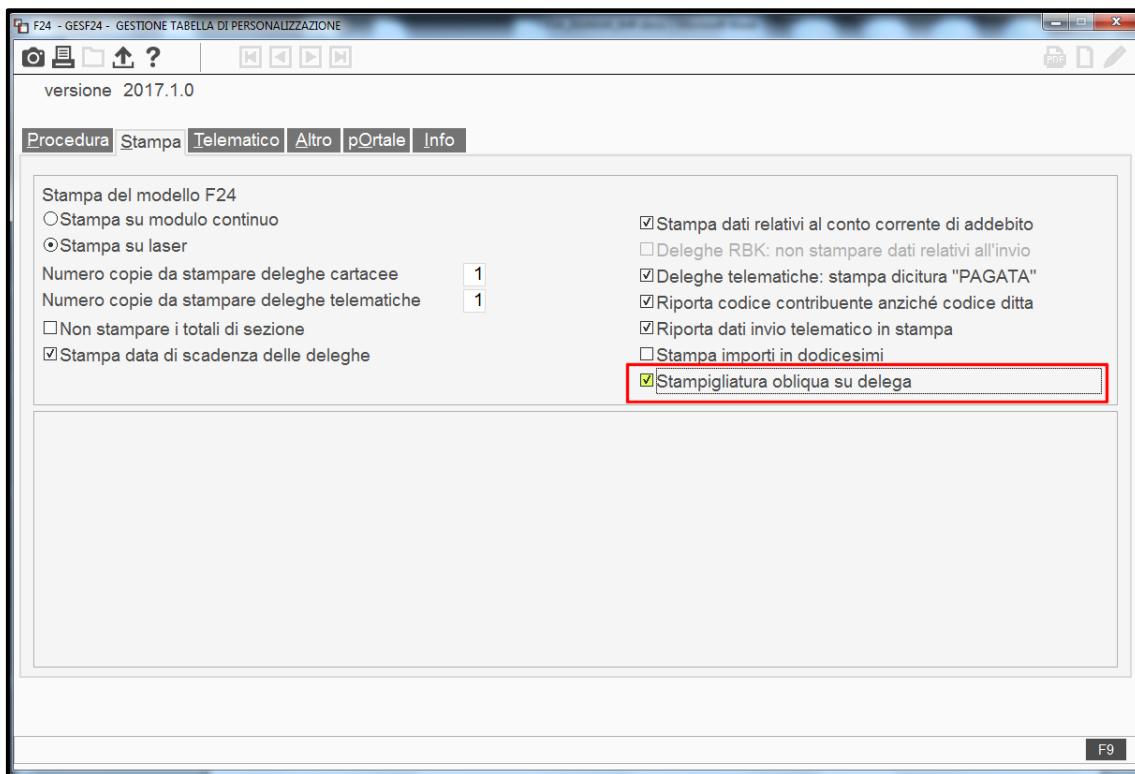 F24 - GESF24 - GESTIONE TABELLA DI PERSONALIZZAZIONE
?
PDF
versione 2017.1.0
Procedura Stampa Telematico Altro pOrtale Info
Stampa del modello F24
Stampa su modulo continuo
Stampa su laser
Numero copie da stampare deleghe cartacee 1
Numero copie da stampare deleghe telematiche 1
Non stampare i totali di sezione
Stampa data di scadenza delle deleghe
Stampa dati relativi al conto corrente di addebito
Deleghe RBK: non stampare dati relativi all'invio
Deleghe telematiche: stampa dicitura "PAGATA"
Riporta codice contribuente anziché codice ditta
Riporta dati invio telematico in stampa
Stampa importi in dodicesimi
Stampigliatura obliqua su delega
F9